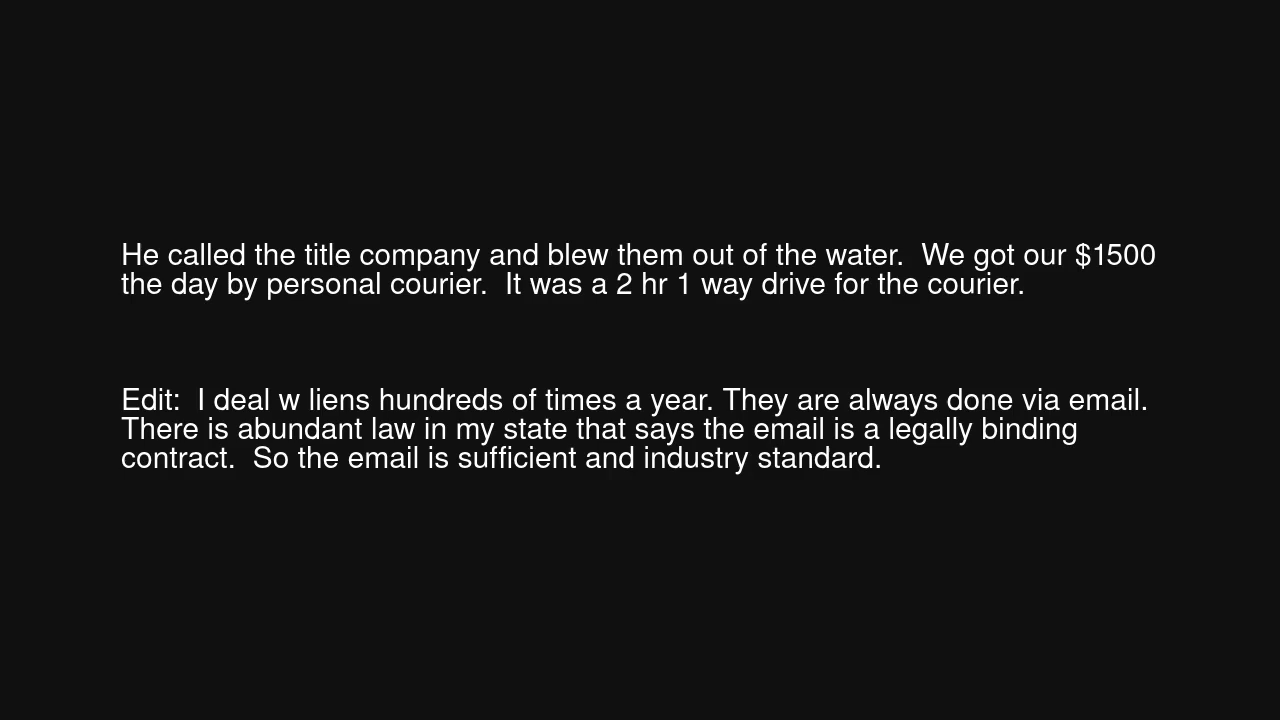 He called the title company and blew them out of the water.  We got our $1500
the day by personal courier.  It was a 2 hr 1 way drive for the courier.
Edit:  I deal w liens hundreds of times a year. They are always done via email.
There is abundant law in my state that says the email is a legally binding
contract.  So the email is sufficient and industry standard.